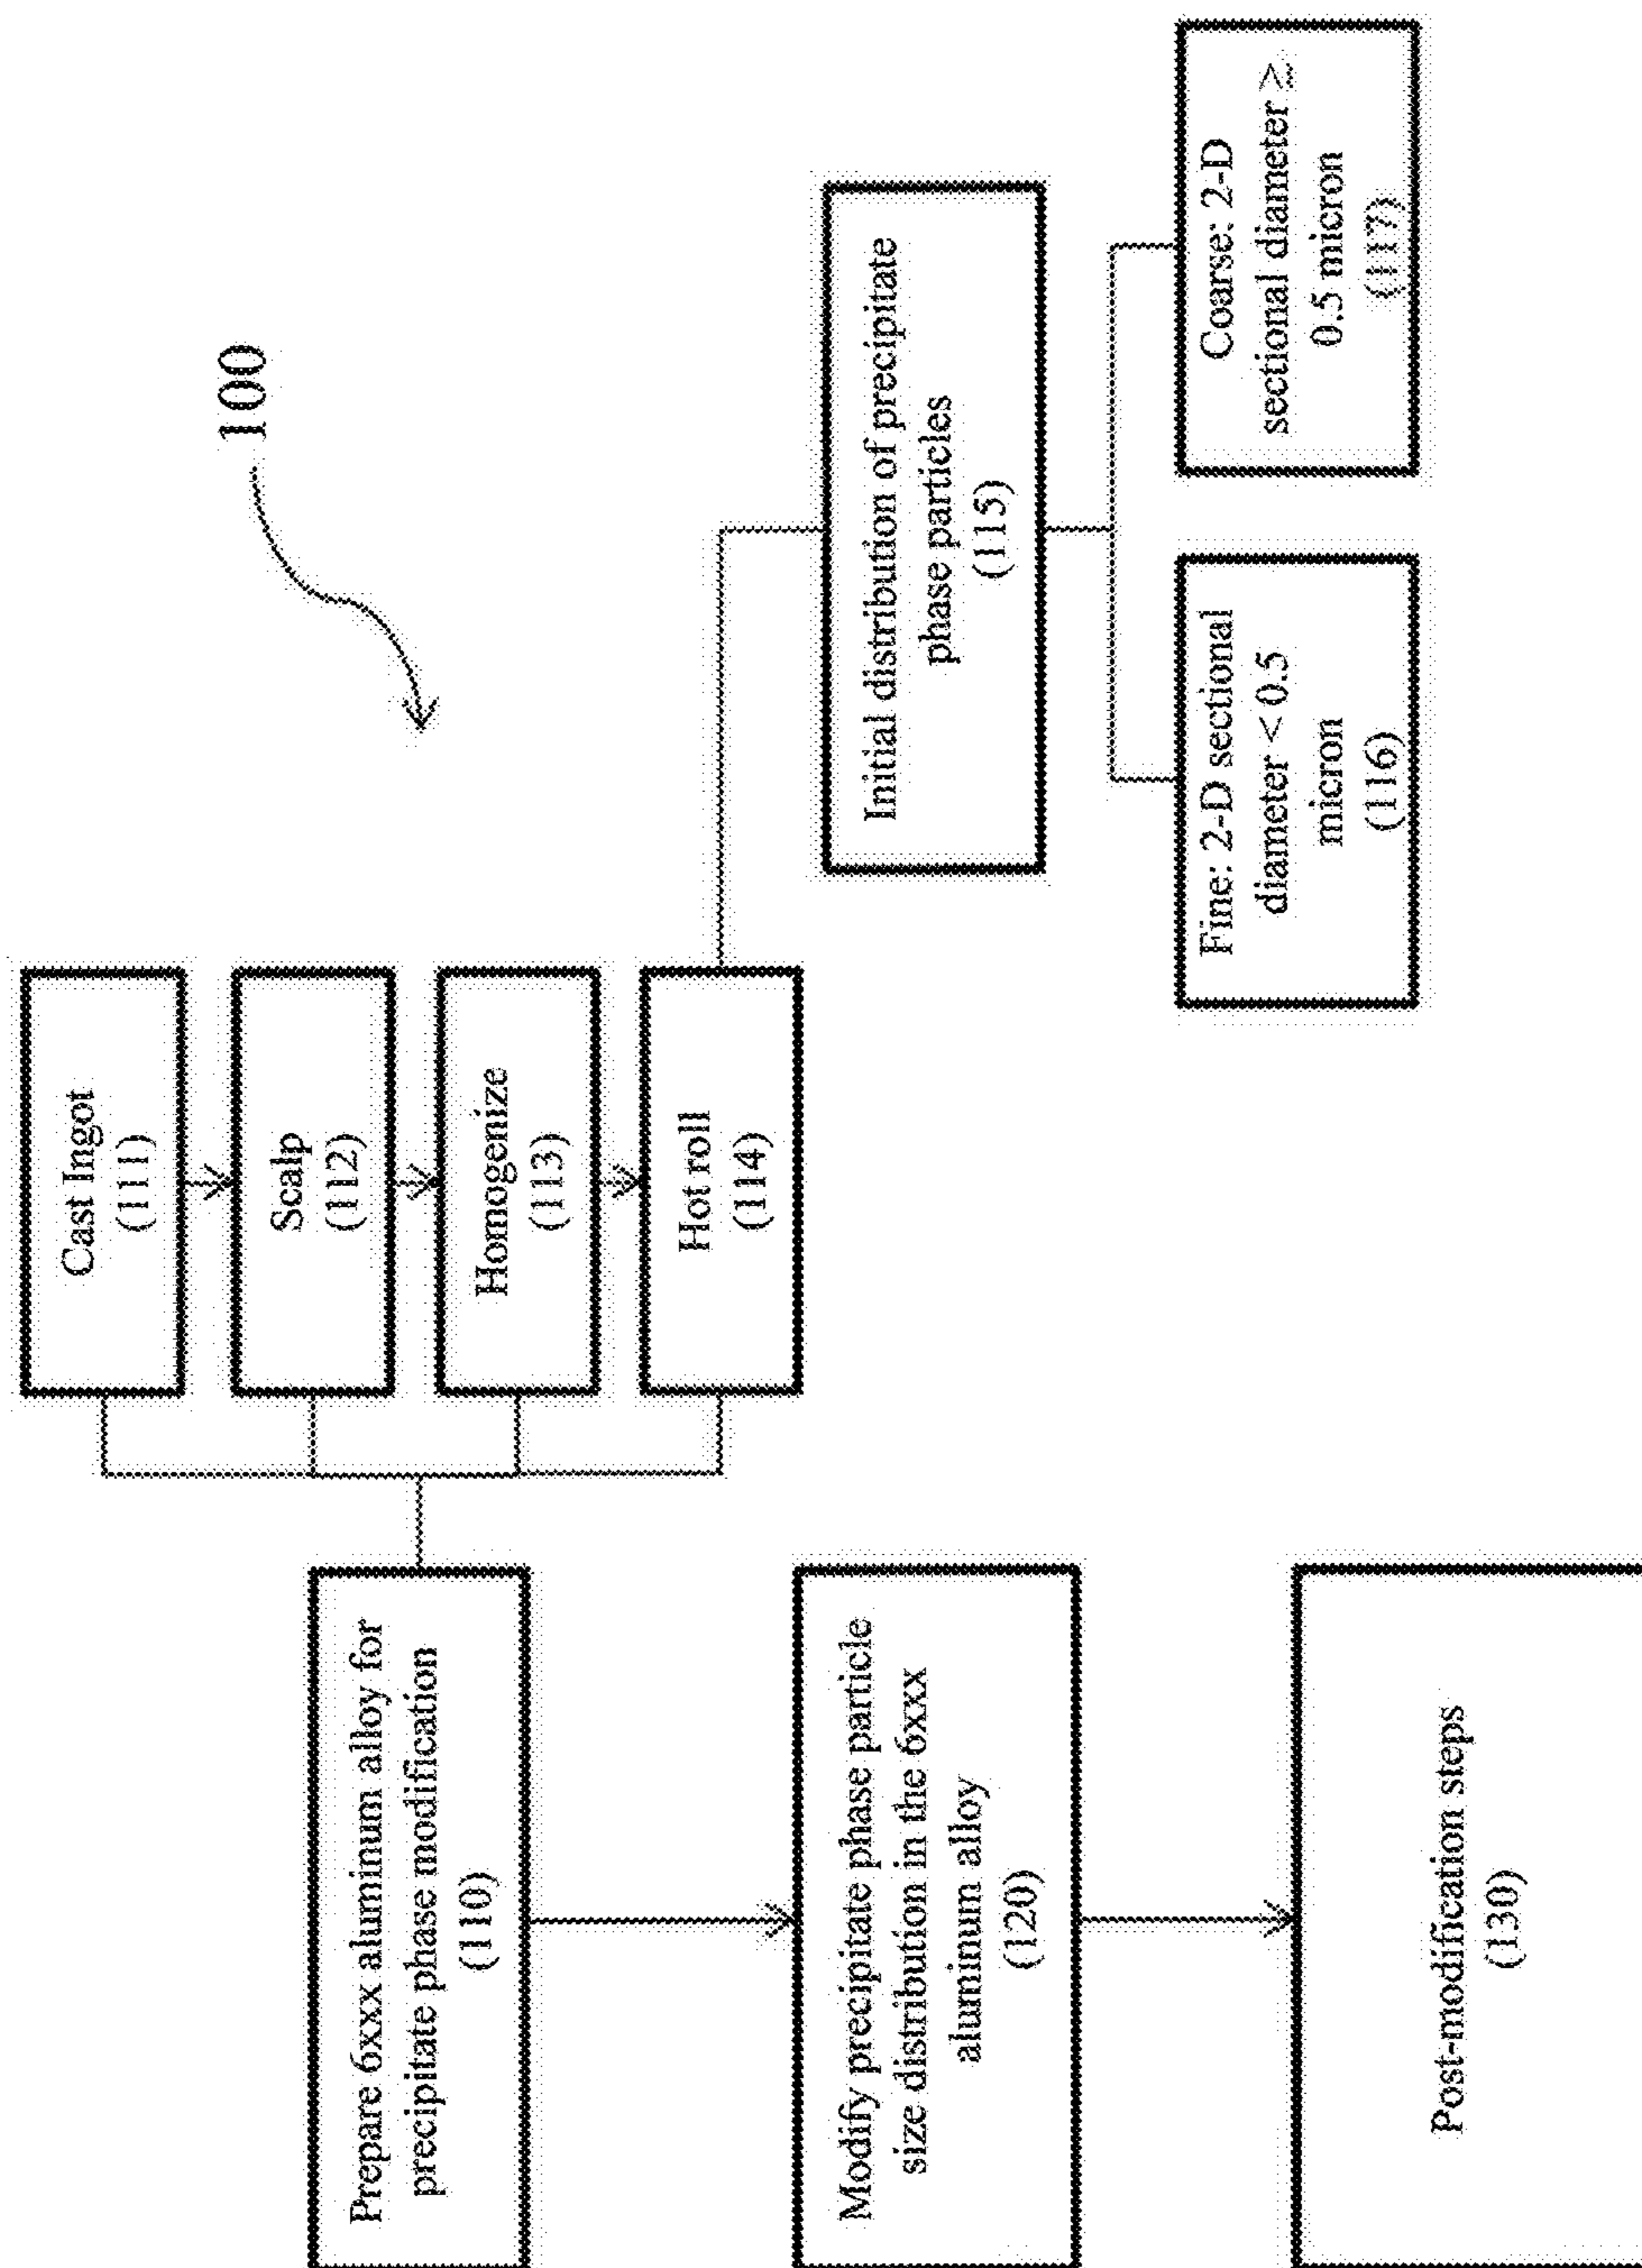 100
Prepare 6xxx aluminum alloy for
precipitate phase modification
(110)
Cast Ingot
(111)
Scalp
(112)
Homogenize
(113)
Hot roll
(114)
Initial distribution of precipitate
phase particles
(115)
Fine: 2-D sectional
diameter < 0.5
micron
(116)
Coarse: 2-D
sectional diameter ≥
0.5 micron
(117)
Modify precipitate phase particle
size distribution in the 6xxx
aluminum alloy
(120)
Post-modification steps
(130)